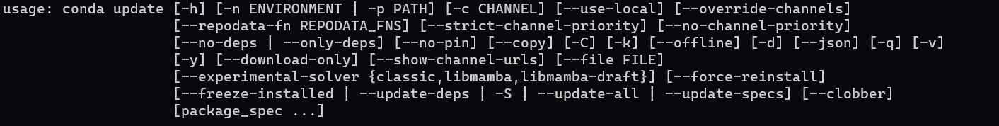 usage: conda update [-h] [-n ENVIRONMENT | -p PATH] [-c CHANNEL] [--use-local] [--override-channels]
[--repodata-fn REPODATA_FNS] [--strict-channel-priority] [--no-channel-priority]
[--no-deps | --only-deps] [--no-pin] [--copy] [-C] [-k] [--offline] [-d] [--json] [-q] [-v]
[-y] [--download-only] [--show-channel-urls] [--file FILE]
[--experimental-solver {classic,libmamba,libmamba-draft}] [--force-reinstall]
[--freeze-installed | --update-deps | -S | --update-all | --update-specs] [--clobber]
[package_spec ...]